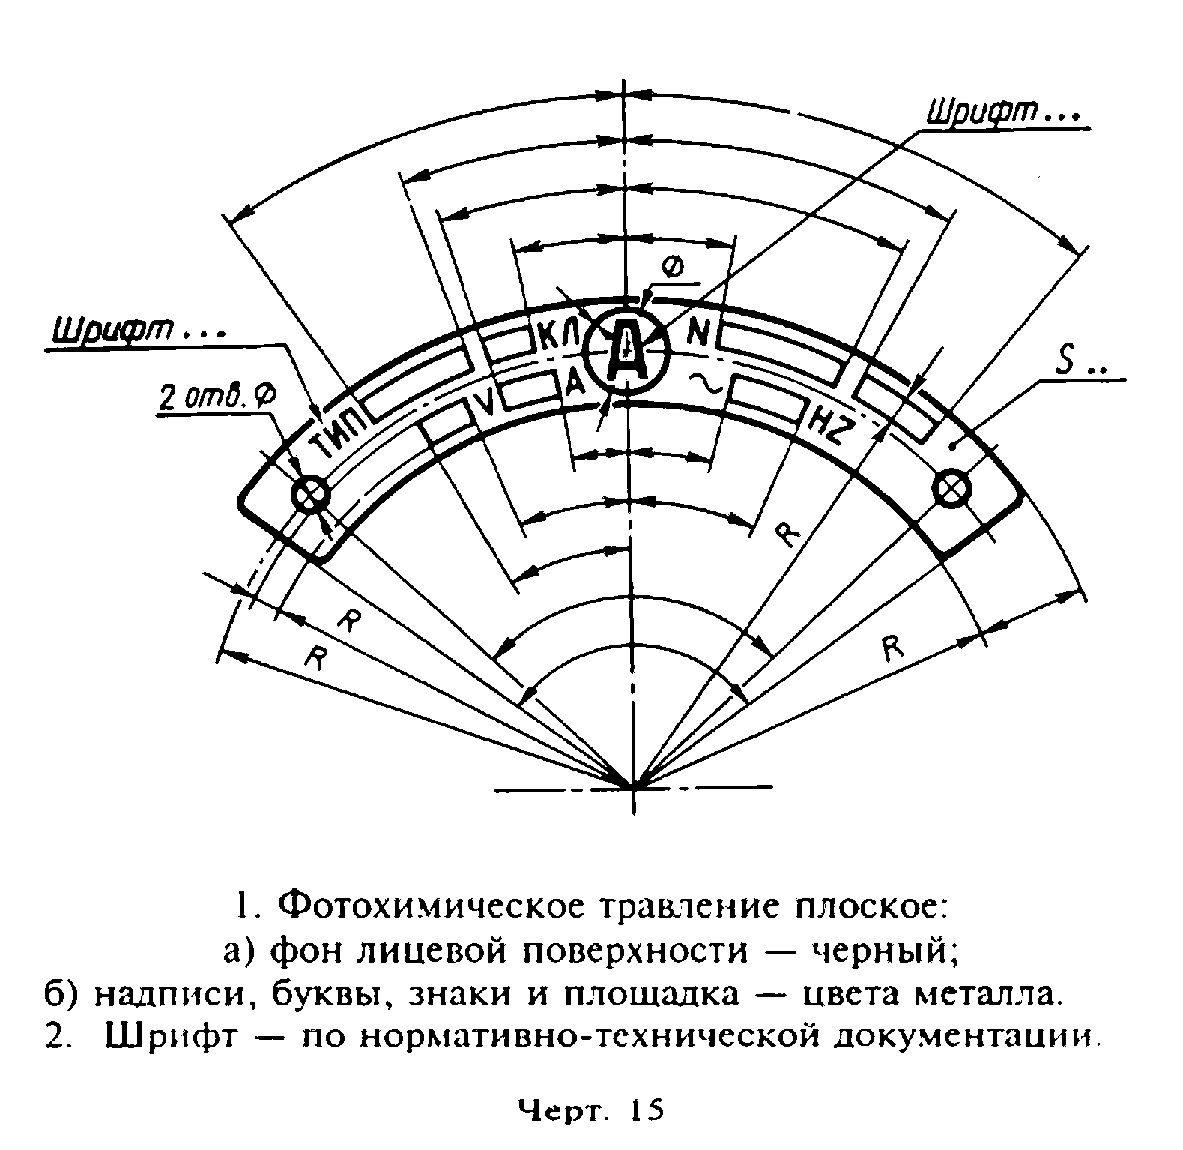 Шрифт...
Φ
Шрифт...
КЛ
А
N
S ..
2 отв. Φ
ТИП
V
А
~
HZ
R
R
R
R
1. Фотохимическое травление плоское:
а) фон лицевой поверхности — черный;
б) надписи, буквы, знаки и площадка — цвета металла.
2. Шрифт — по нормативно-технической документации.
Черт. 15